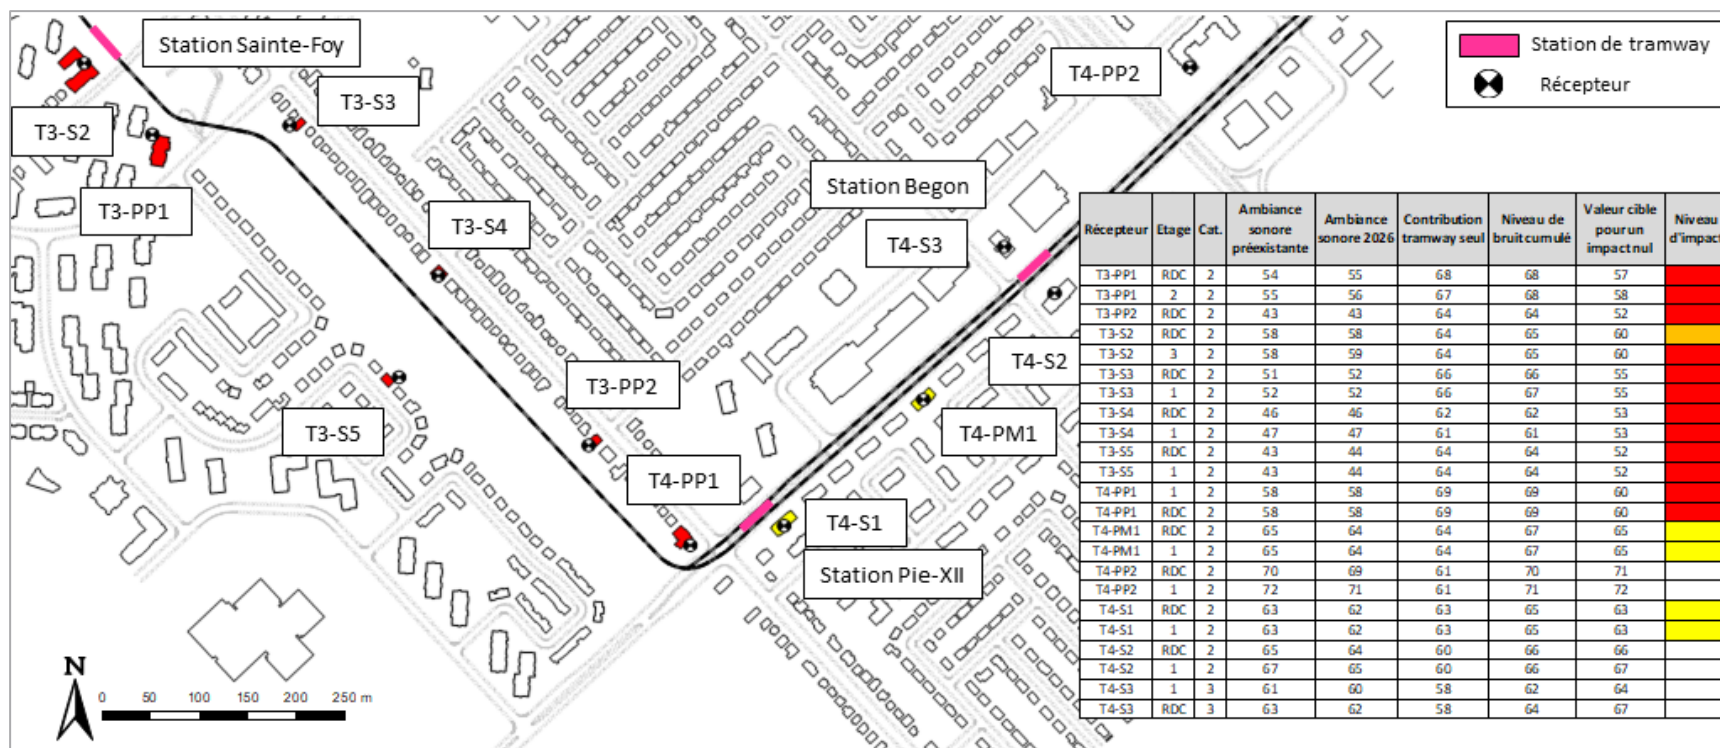 Station Sainte-Foy
T3-S3
T4-PP2
Station de tramway
Récepteur
T3-S2
T3-PP1
Station Begon
T3-S4
T4-S3
T4-S2
T3-PP2
T3-S5
T4-PM1
T4-PP1
T4-S1
Station Pie-XII
N
0 50 100 150 200 250 m
Récepteur Etage Cat. Ambiance sonore préexistante Ambiance sonore 2026 Contribution tramway seul Niveau de bruit cumulé Valeur cible pour un impact nul Niveau d'impact
T3-PP1 RDC 2 54 55 68 68 57
T3-PP1 2 2 55 56 67 68 58
T3-PP2 RDC 2 43 43 64 64 52
T3-S2 RDC 2 58 58 64 65 60
T3-S2 3 2 58 59 64 65 60
T3-S3 RDC 2 51 52 66 66 55
T3-S3 1 2 52 52 66 67 55
T3-S4 RDC 2 46 46 62 62 53
T3-S4 1 2 47 47 61 61 53
T3-S5 RDC 2 43 44 64 64 52
T3-S5 1 2 43 44 64 64 52
T4-PP1 1 2 58 58 69 69 60
T4-PP1 RDC 2 58 58 69 69 60
T4-PM1 RDC 2 65 64 64 67 65
T4-PM1 1 2 65 64 64 67 65
T4-PP2 RDC 2 70 69 61 70 71
T4-PP2 1 2 72 71 61 71 72
T4-S1 RDC 2 63 62 63 65 63
T4-S1 1 2 63 62 63 65 63
T4-S2 RDC 2 65 64 60 66 66
T4-S2 1 2 67 65 60 66 67
T4-S3 1 3 61 60 58 62 64
T4-S3 RDC 3 63 62 58 64 67